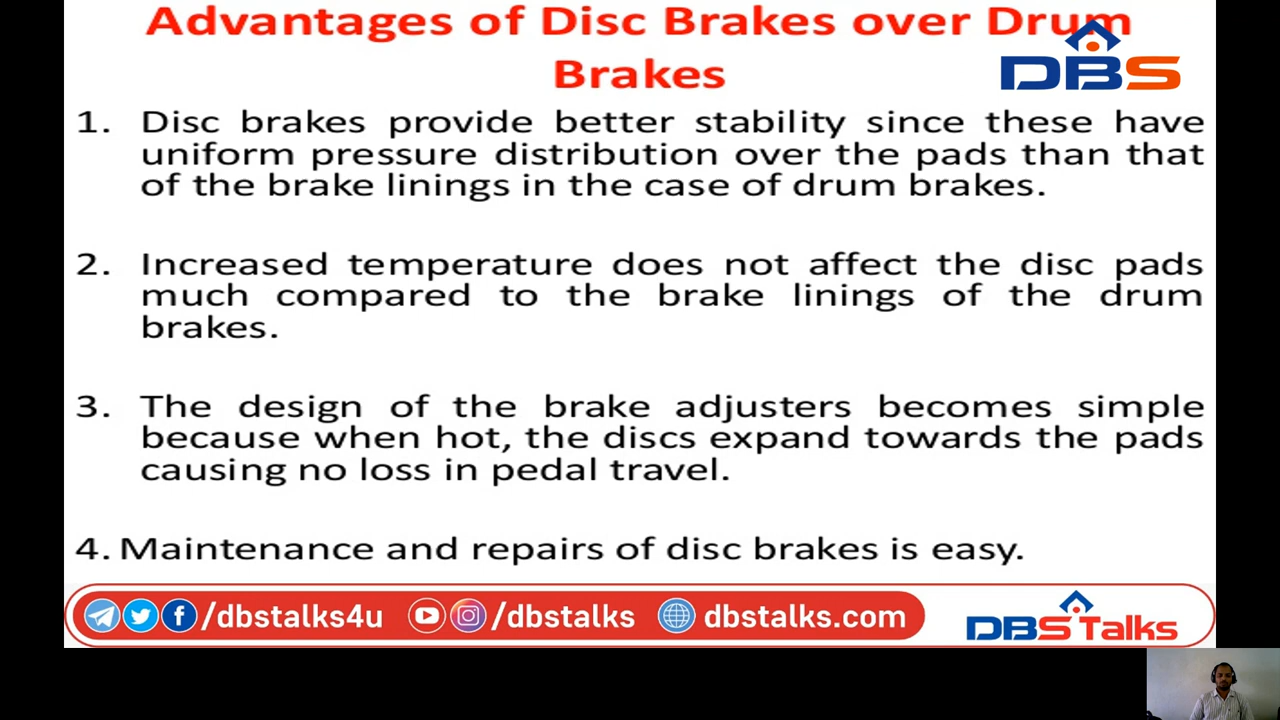 Advantages of Disc Brakes over Drum
Brakes
DBS
1. Disc brakes provide better stability since these have
uniform pressure distribution over the pads than that
of the brake linings in the case of drum brakes.
2. Increased temperature does not affect the disc pads
much compared to the brake linings of the drum
brakes.
3. The design of the brake adjusters becomes simple
because when hot, the discs expand towards the pads
causing no loss in pedal travel.
4. Maintenance and repairs of disc brakes is easy.
/dbstalks4u /dbstalks dbstalks.com
DBS Talks